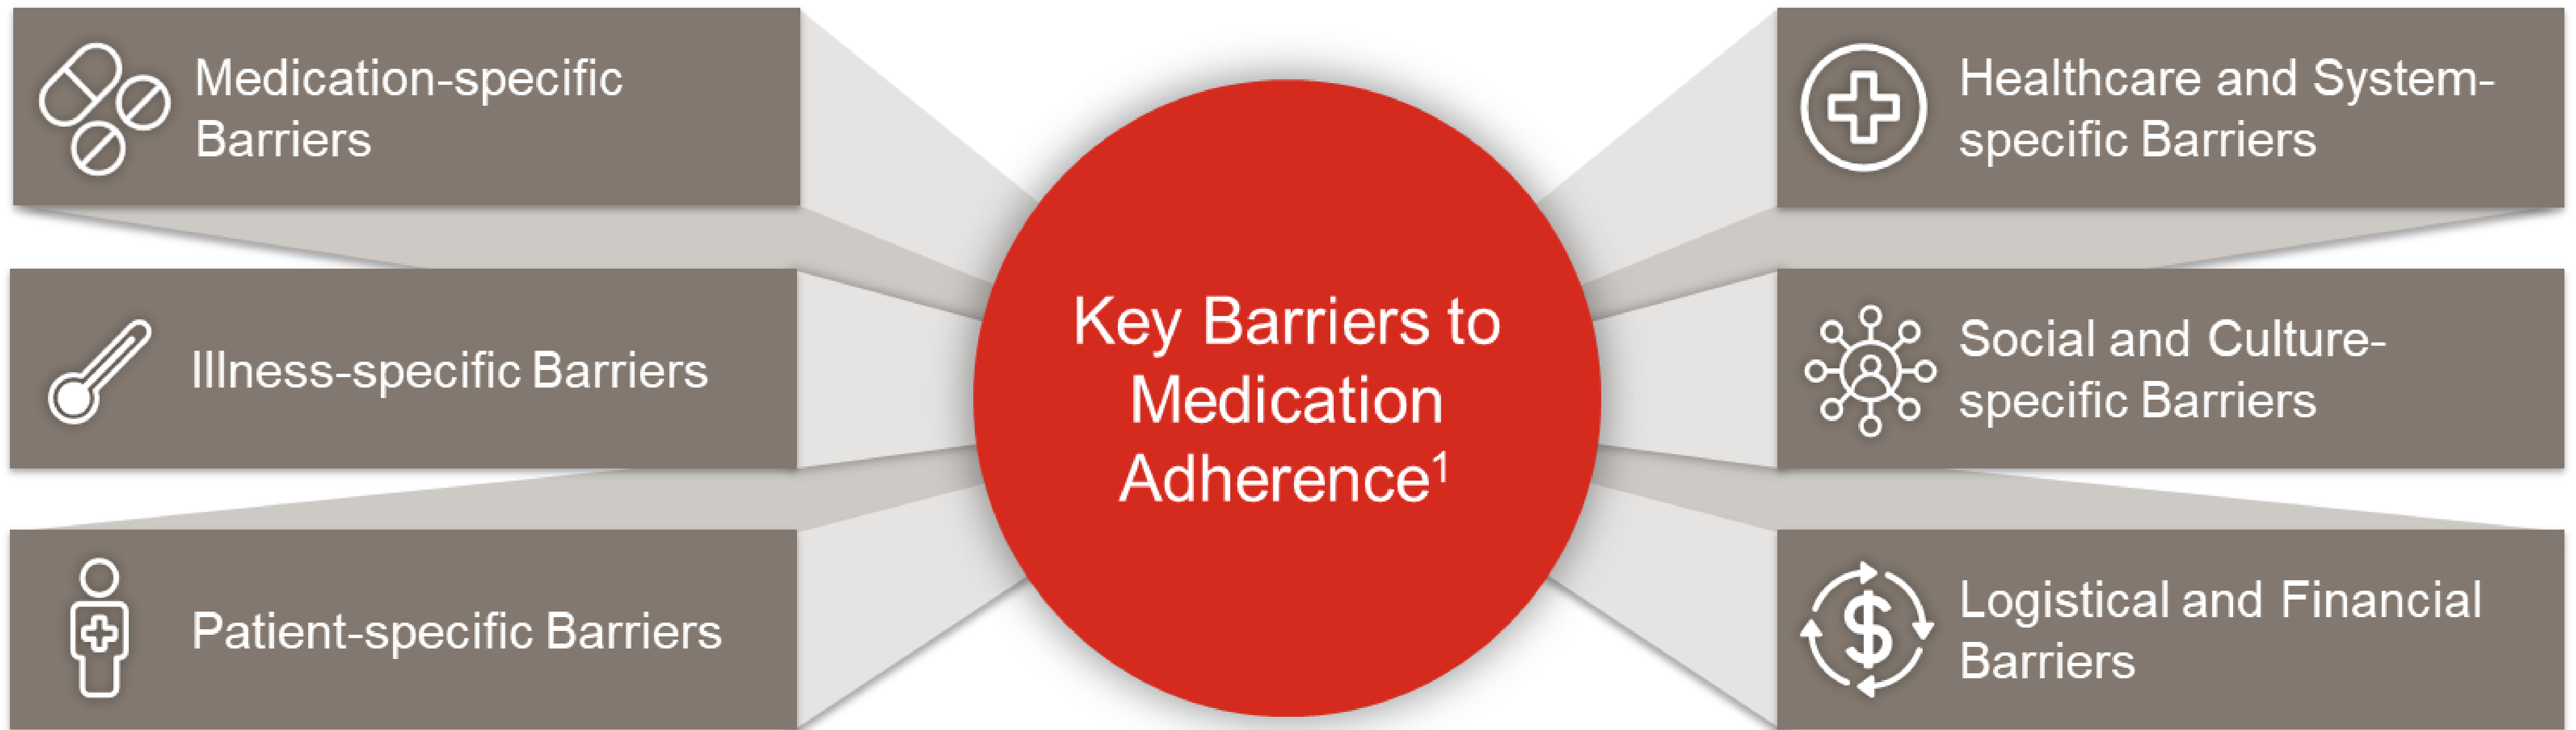 Medication-specific
Barriers
Illness-specific Barriers
Patient-specific Barriers
Key Barriers to
Medication
Adherence¹
Healthcare and System-
specific Barriers
Social and Culture-
specific Barriers
Logistical and Financial
Barriers